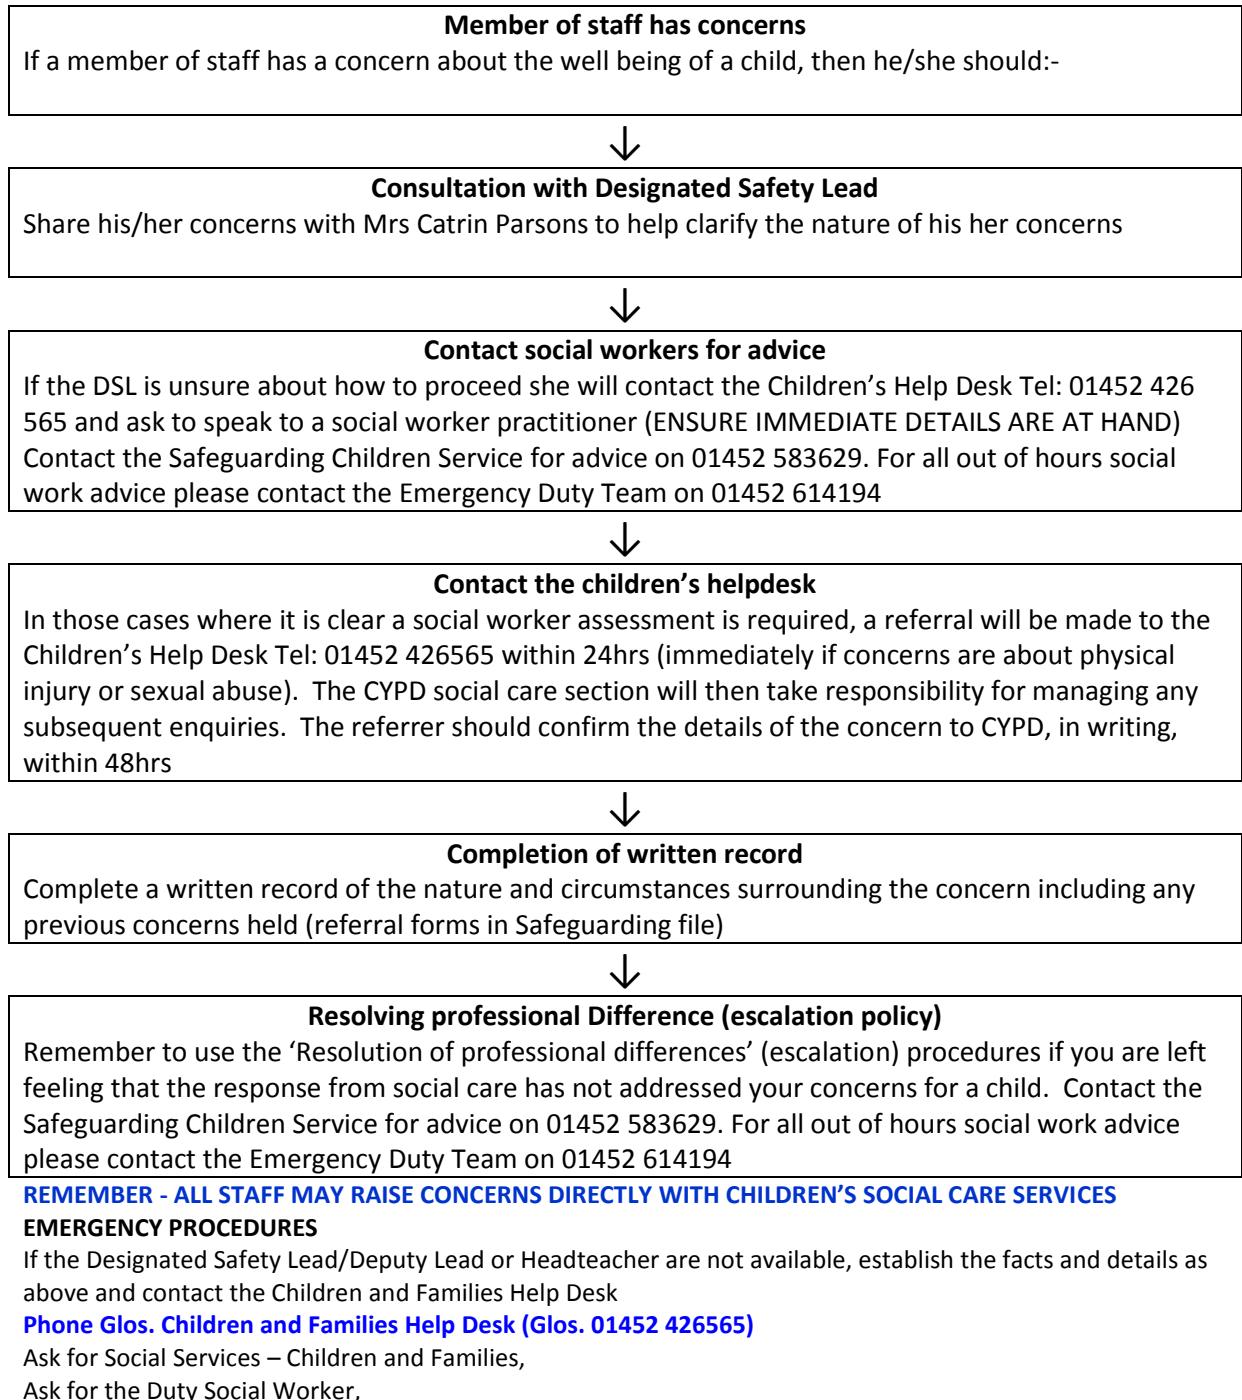 Member of staff has concerns
If a member of staff has a concern about the well being of a child, then he/she should:-
Consultation with Designated Safety Lead
Share his/her concerns with Mrs Catrin Parsons to help clarify the nature of his her concerns
Contact social workers for advice
If the DSL is unsure about how to proceed she will contact the Children’s Help Desk Tel: 01452 426
565 and ask to speak to a social worker practitioner (ENSURE IMMEDIATE DETAILS ARE AT HAND)
Contact the Safeguarding Children Service for advice on 01452 583629. For all out of hours social
work advice please contact the Emergency Duty Team on 01452 614194
Contact the children’s helpdesk
In those cases where it is clear a social worker assessment is required, a referral will be made to the
Children’s Help Desk Tel: 01452 426565 within 24hrs (immediately if concerns are about physical
injury or sexual abuse).  The CYPD social care section will then take responsibility for managing any
subsequent enquiries.  The referrer should confirm the details of the concern to CYPD, in writing,
within 48hrs
Completion of written record
Complete a written record of the nature and circumstances surrounding the concern including any
previous concerns held (referral forms in Safeguarding file)
Resolving professional Difference (escalation policy)
Remember to use the ‘Resolution of professional differences’ (escalation) procedures if you are left
feeling that the response from social care has not addressed your concerns for a child.  Contact the
Safeguarding Children Service for advice on 01452 583629. For all out of hours social work advice
please contact the Emergency Duty Team on 01452 614194
REMEMBER - ALL STAFF MAY RAISE CONCERNS DIRECTLY WITH CHILDREN’S SOCIAL CARE SERVICES
EMERGENCY PROCEDURES
If the Designated Safety Lead/Deputy Lead or Headteacher are not available, establish the facts and details as
above and contact the Children and Families Help Desk
Phone Glos. Children and Families Help Desk (Glos. 01452 426565)
Ask for Social Services – Children and Families,
Ask for the Duty Social Worker,